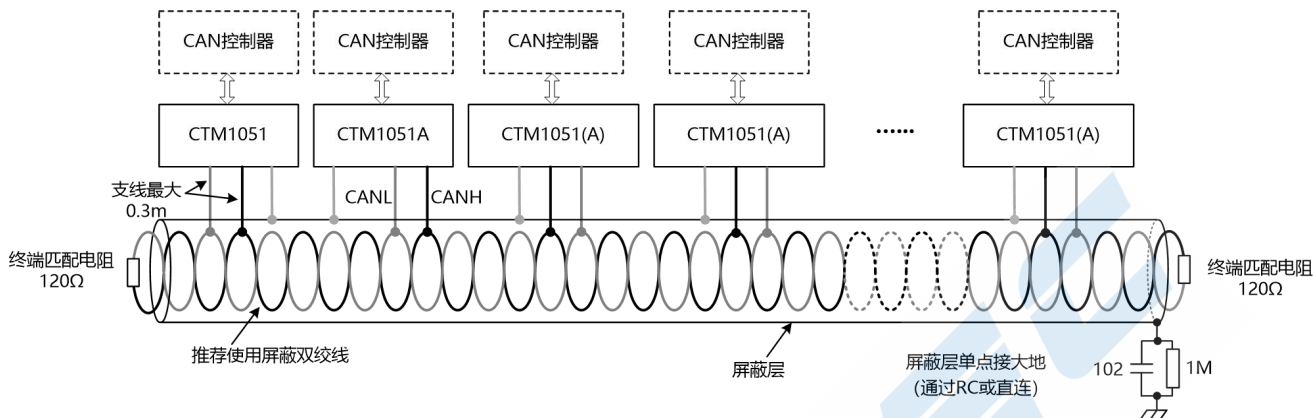 CAN控制器
CAN控制器
CAN控制器
CAN控制器
CAN控制器
CTM1051
CTM1051A
CTM1051(A)
CTM1051(A)
······
CTM1051(A)
支线最大
0.3m
CANL
CANH
终端匹配电阻
120Ω
终端匹配电阻
120Ω
推荐使用屏蔽双绞线
屏蔽层
屏蔽层单点接大地
(通过RC或直连)
102
1M